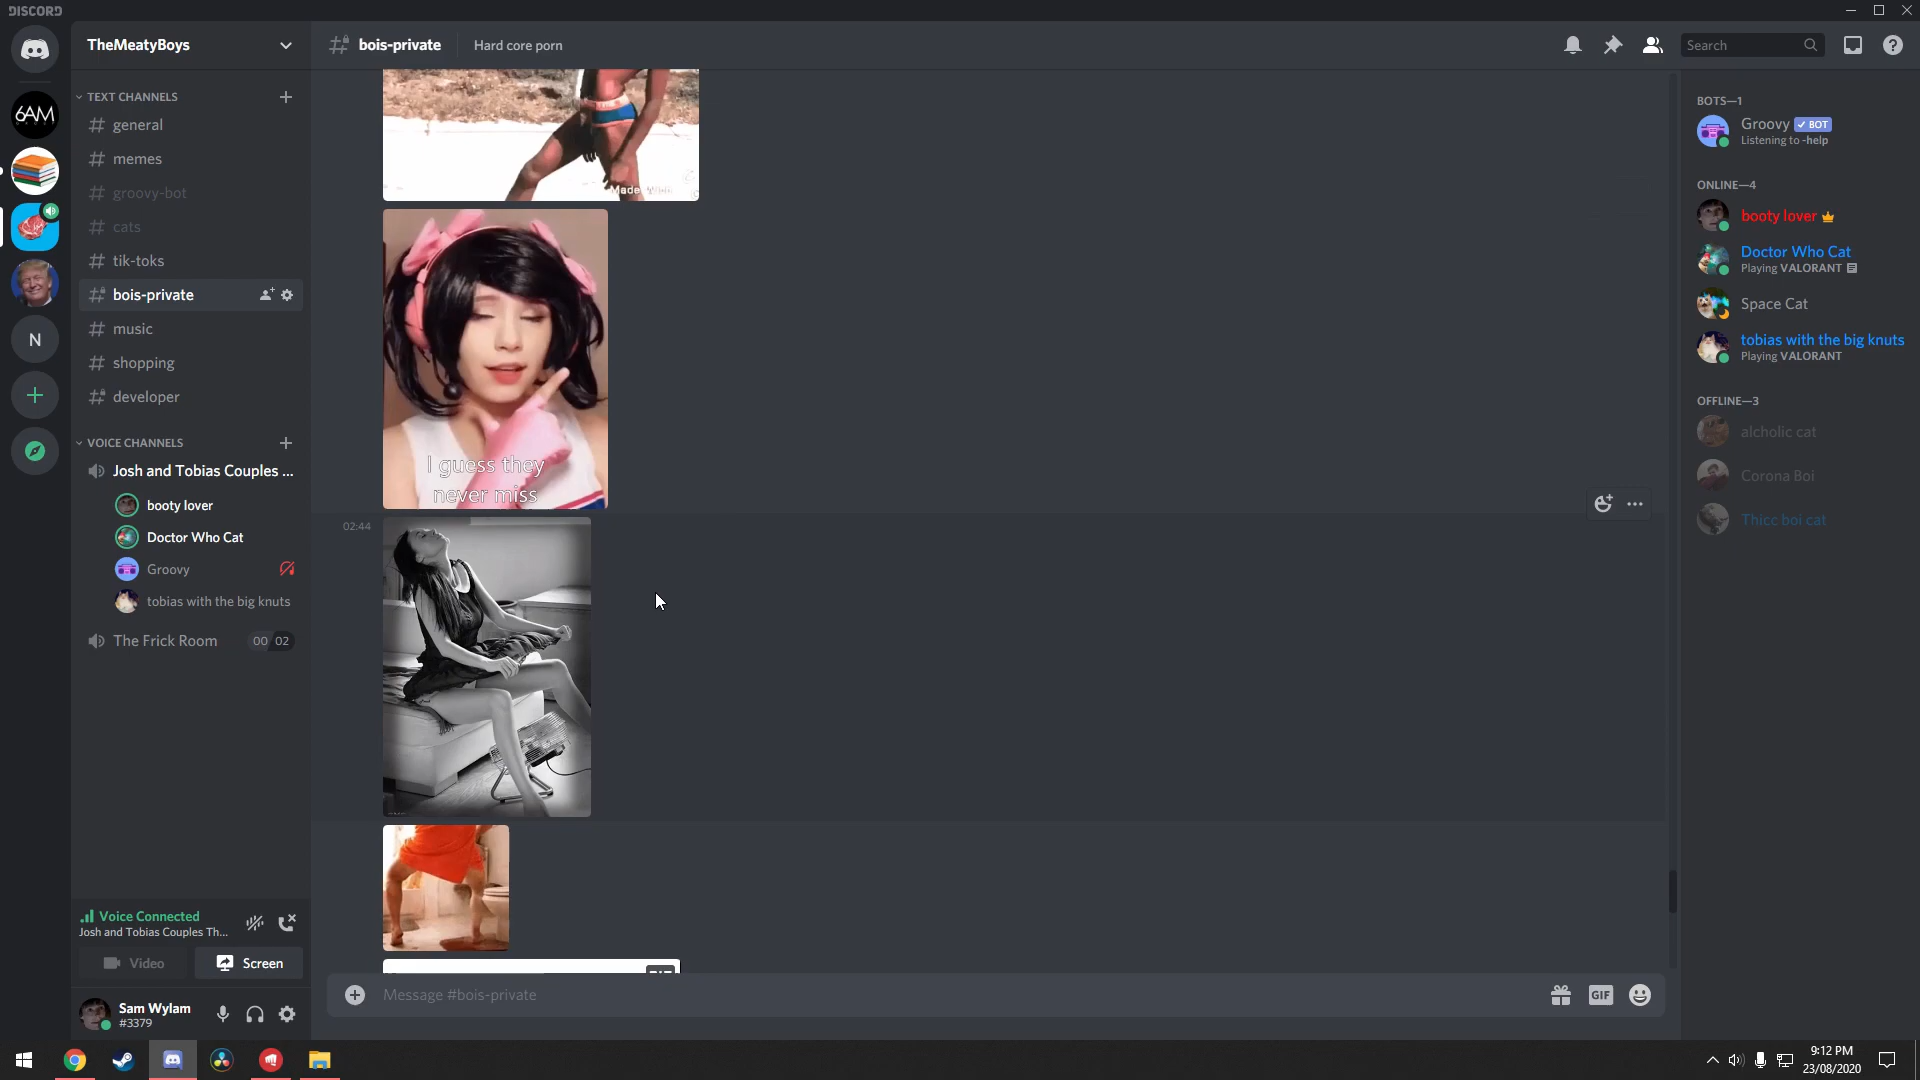 DISCORD
TheMeatyBoys
bois-private
Hard core porn
Search
6AM
N
TEXT CHANNELS
general
memes
groovy-bot
cats
tik-toks
bois-private
music
shopping
developer
VOICE CHANNELS
Josh and Tobias Couples ...
booty lover
Doctor Who Cat
Groovy
tobias with the big knuts
The Frick Room
00 02
Voice Connected
Josh and Tobias Couples Th...
Video
Screen
Sam Wylam
#3379
I guess they
never miss
02:44
Message #bois-private
GIF
BOTS—1
Groovy
BOT
Listening to -help
ONLINE—4
booty lover
Doctor Who Cat
Playing VALORANT
Space Cat
tobias with the big knuts
Playing VALORANT
OFFLINE—3
alcholic cat
Corona Boi
Thicc boi cat
9:12 PM
23/08/2020